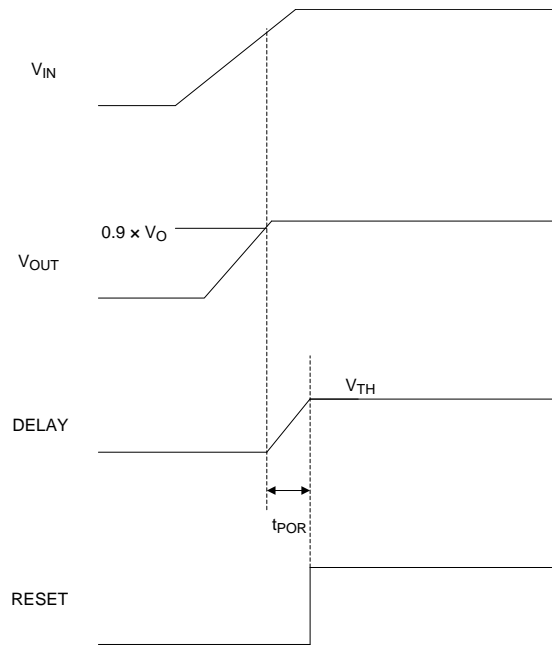 VIN
0.9 × VO
VOUT
VTH
DELAY
tPOR
RESET